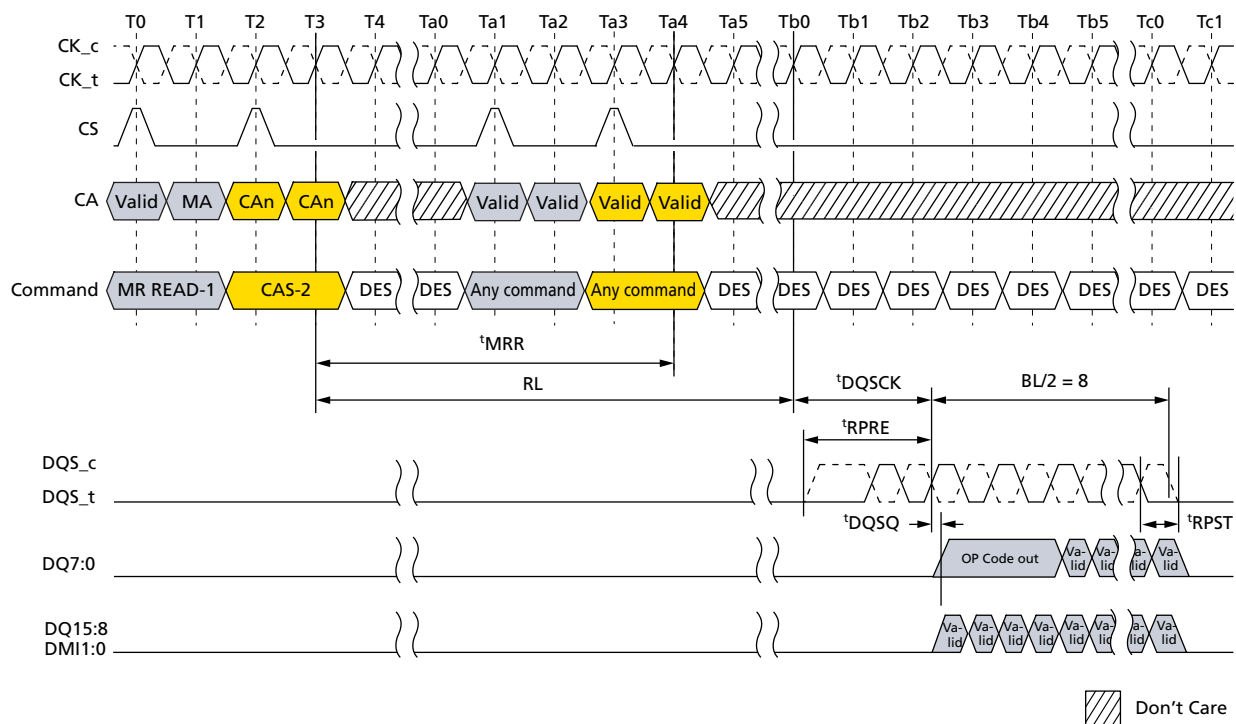 T0 T1 T2 T3 T4 Ta0 Ta1 Ta2 Ta3 Ta4 Ta5 Tb0 Tb1 Tb2 Tb3 Tb4 Tb5 Tc0 Tc1
CK_c
CK_t
CS
CA Valid MA CAn CAn Valid Valid Valid Valid
Command MR READ-1 CAS-2 DES DES Any command Any command DES DES DES DES DES DES DES DES DES
tMRR
RL tDQSCK BL/2 = 8
tRPRE
DQS_c
DQS_t
tDQSQ tRPST
DQ7:0 OP Code out Va-lid Va-lid a-lid Va-lid
DQ15:8
DMI1:0 Va-lid Va-lid Va-lid Va-lid Va-lid Va-lid a-lid Va-lid
Don't Care